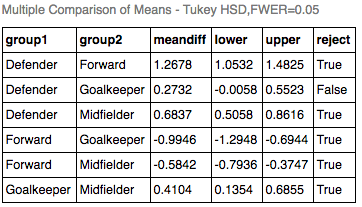 Multiple Comparison of Means - Tukey HSD,FWER=0.05
group1 group2 meandiff lower upper reject
Defender Forward 1.2678 1.0532 1.4825 True
Defender Goalkeeper 0.2732 -0.0058 0.5523 False
Defender Midfielder 0.6837 0.5058 0.8616 True
Forward Goalkeeper -0.9946 -1.2948 -0.6944 True
Forward Midfielder -0.5842 -0.7936 -0.3747 True
Goalkeeper Midfielder 0.4104 0.1354 0.6855 True